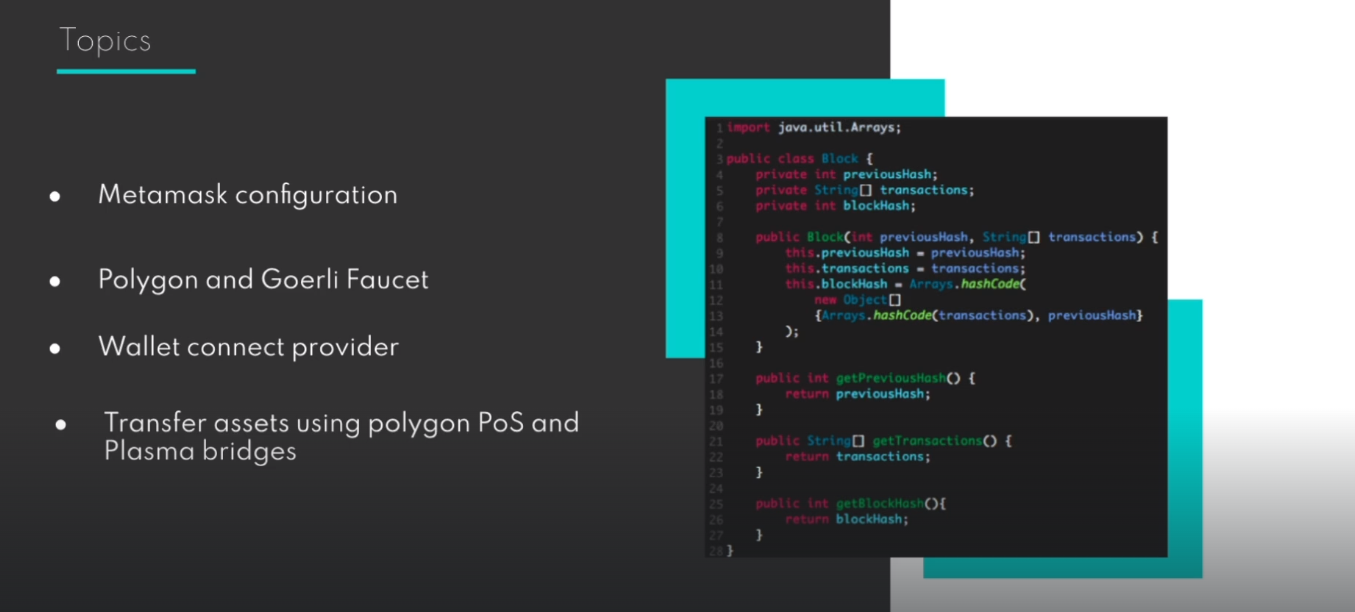 Topics
Metamask configuration
Polygon and Goerli Faucet
Wallet connect provider
Transfer assets using polygon PoS and
Plasma bridges
1 import java.util.Arrays;
2
3 public class Block {
4     private int previousHash;
5     private String[] transactions;
6     private int blockHash;
7
8     public Block(int previousHash, String[] transactions) {
9         this.previousHash = previousHash;
10         this.transactions = transactions;
11         this.blockHash = Arrays.hashCode(
12             new Object[]
13             {Arrays.hashCode(transactions), previousHash}
14         );
15     }
16
17     public int getPreviousHash() {
18         return previousHash;
19     }
20
21     public String[] getTransactions() {
22         return transactions;
23     }
24
25     public int getBlockHash(){
26         return blockHash;
27     }
28 }